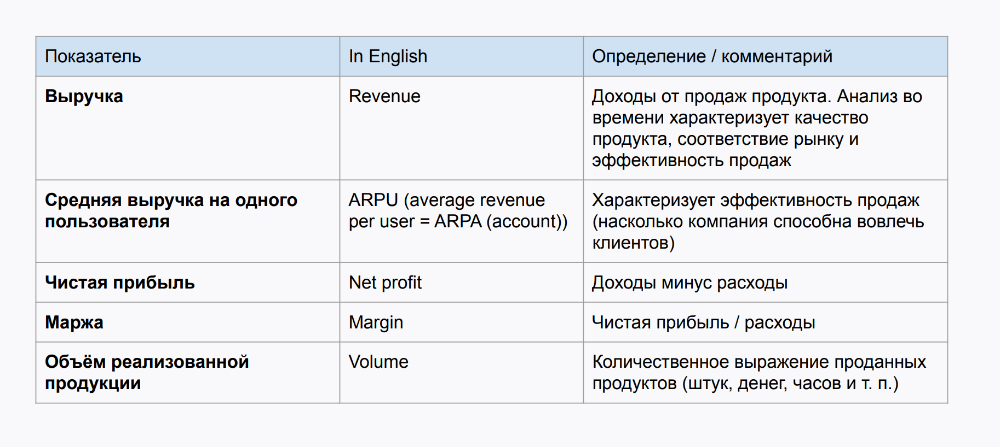 Показатель
In English
Определение / комментарий
Выручка
Revenue
Доходы от продаж продукта. Анализ во
времени характеризует качество
продукта, соответствие рынку и
эффективность продаж
Средняя выручка на одного
пользователя
ARPU (average revenue
per user = ARPA (account))
Характеризует эффективность продаж
(насколько компания способна вовлечь
клиентов)
Чистая прибыль
Net profit
Доходы минус расходы
Маржа
Margin
Чистая прибыль / расходы
Объём реализованной
продукции
Volume
Количественное выражение проданных
продуктов (штук, денег, часов и т. п.)